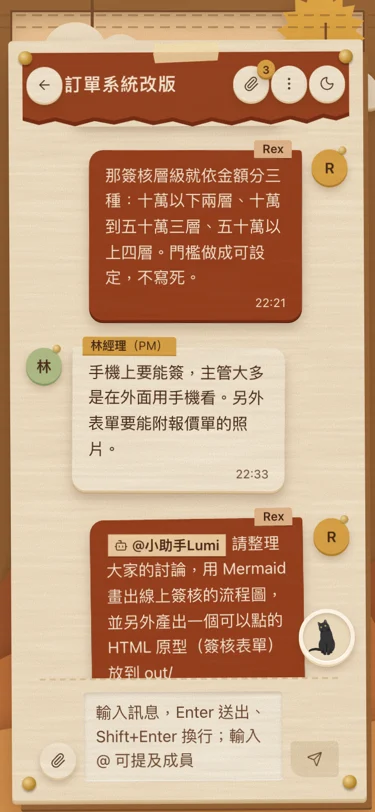 訂單系統改版
3
Rex
R
那簽核層級就依金額分三
種：十萬以下兩層、十萬
到五十萬三層、五十萬以
上四層。門檻做成可設
定，不寫死。
22:21
林經理（PM）
林
手機上要能簽，主管大多
是在外面用手機看。另外
表單要能附報價單的照
片。
22:33
Rex
R
@小助手Lumi 請整理
大家的討論，用 Mermaid
畫出線上簽核的流程圖，
並另外產出一個可以點的
HTML 原型（簽核表單）
放到 out/
輸入訊息，Enter 送出、
Shift+Enter 換行；輸入
@ 可提及成員